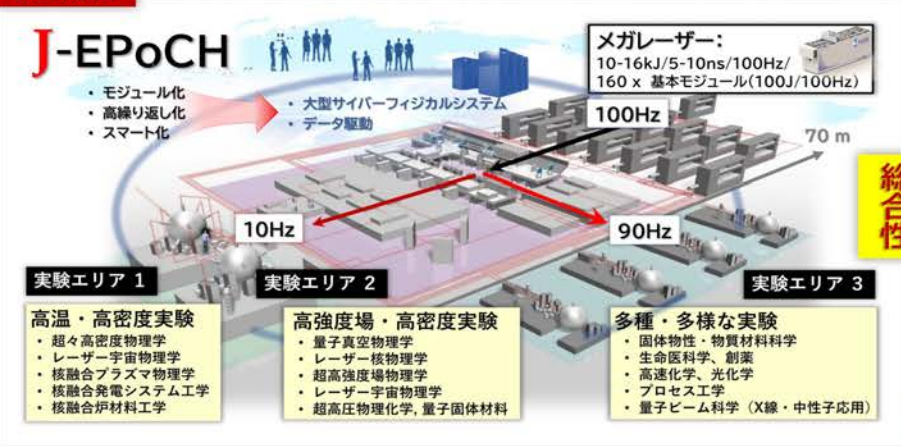 J-EPoCH
・ モジュール化
・ 高繰り返し化
・ スマート化
・ 大型サイバーフィジカルシステム
・ データ駆動
メガレーザー：
10-16kJ/5-10ns/100Hz/
160 x 基本モジュール(100J/100Hz)
100Hz
70 m
総合性
10Hz
90Hz
実験エリア 1
高温・高密度実験
・ 超々高密度物理学
・ レーザー宇宙物理学
・ 核融合プラズマ物理学
・ 核融合発電システム工学
・ 核融合炉材料工学
実験エリア 2
高強度場・高密度実験
・ 量子真空物理学
・ レーザー核物理学
・ 超高強度場物理学
・ レーザー宇宙物理学
・ 超高圧物理化学, 量子固体材料
実験エリア 3
多種・多様な実験
・ 固体物性・物質材料科学
・ 生命医科学、創薬
・ 高速化学、光化学
・ プロセス工学
・ 量子ビーム科学（X線・中性子応用）